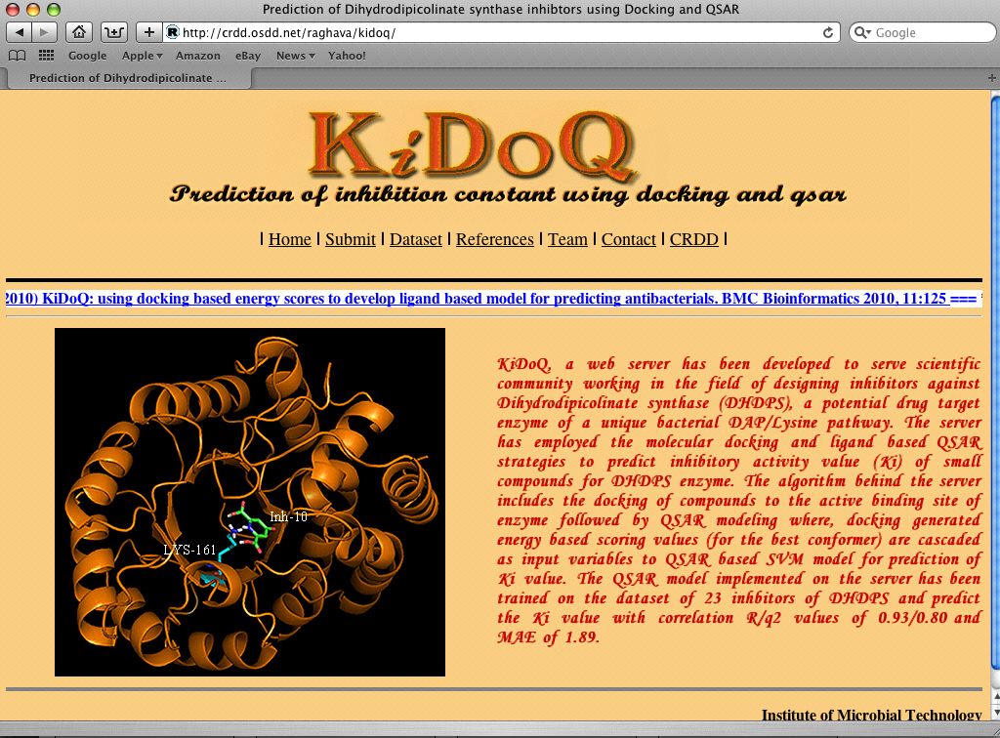 Prediction of Dihydrodipicolinate synthase inhibtors using Docking and QSAR
http://crdd.osdd.net/raghava/kidoq/
Google
Google Apple Amazon eBay News Yahoo!
Prediction of Dihydrodipicolinate ...
KiDoQ
Prediction of inhibition constant using docking and qsar
| Home | Submit | Dataset | References | Team | Contact | CRDD |
2010) KiDoQ: using docking based energy scores to develop ligand based model for predicting antibacterials. BMC Bioinformatics 2010, 11:125 ===
Inh-10
LYS-161
KiDoQ, a web server has been developed to serve scientific
community working in the field of designing inhibitors against
Dihydrodipicolinate synthase (DHDPS), a potential drug target
enzyme of a unique bacterial DAP/Lysine pathway. The server
has employed the molecular docking and ligand based QSAR
strategies to predict inhibitory activity value (Ki) of small
compounds for DHDPS enzyme. The algorithm behind the server
includes the docking of compounds to the active binding site of
enzyme followed by QSAR modeling where, docking generated
energy based scoring values (for the best conformer) are cascaded
as input variables to QSAR based SVM model for prediction of
Ki value. The QSAR model implemented on the server has been
trained on the dataset of 23 inhbitors of DHDPS and predict
the Ki value with correlation R/q2 values of 0.93/0.80 and
MAE of 1.89.
Institute of Microbial Technology